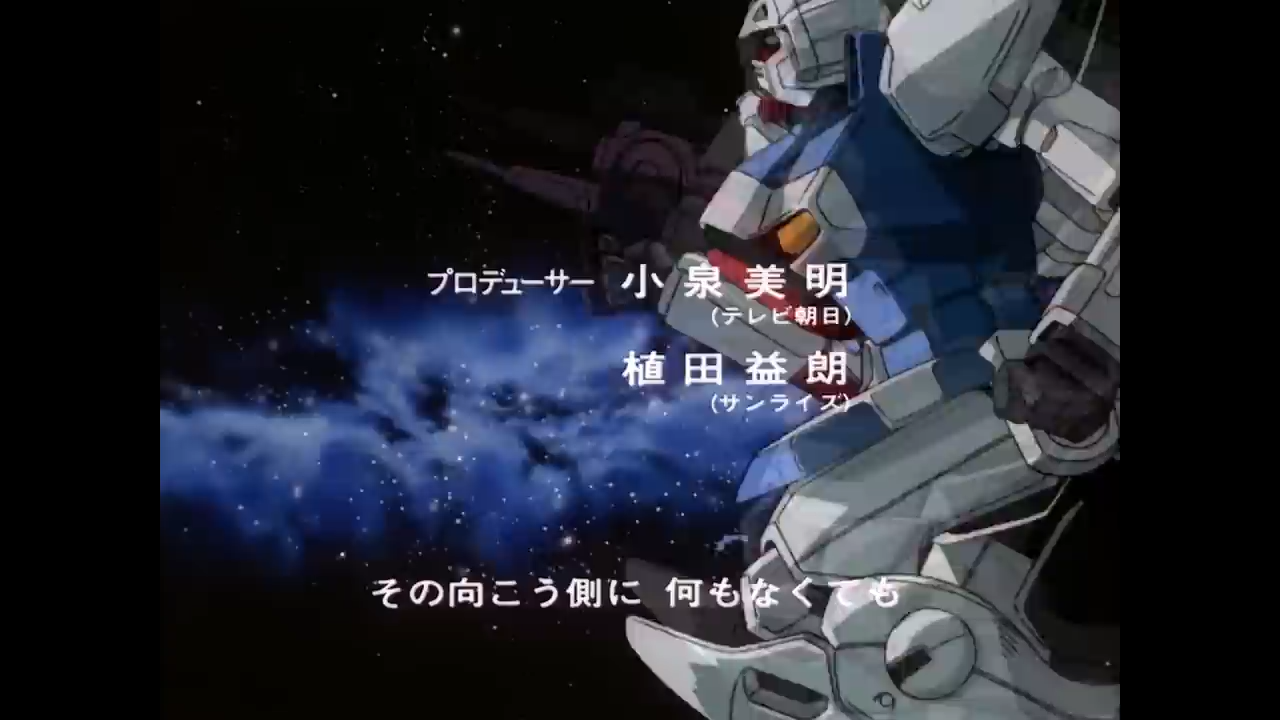 プロデューサー 小泉美明
(テレビ朝日)
植田益朗
(サンライズ)
その向こう側に 何もなくても